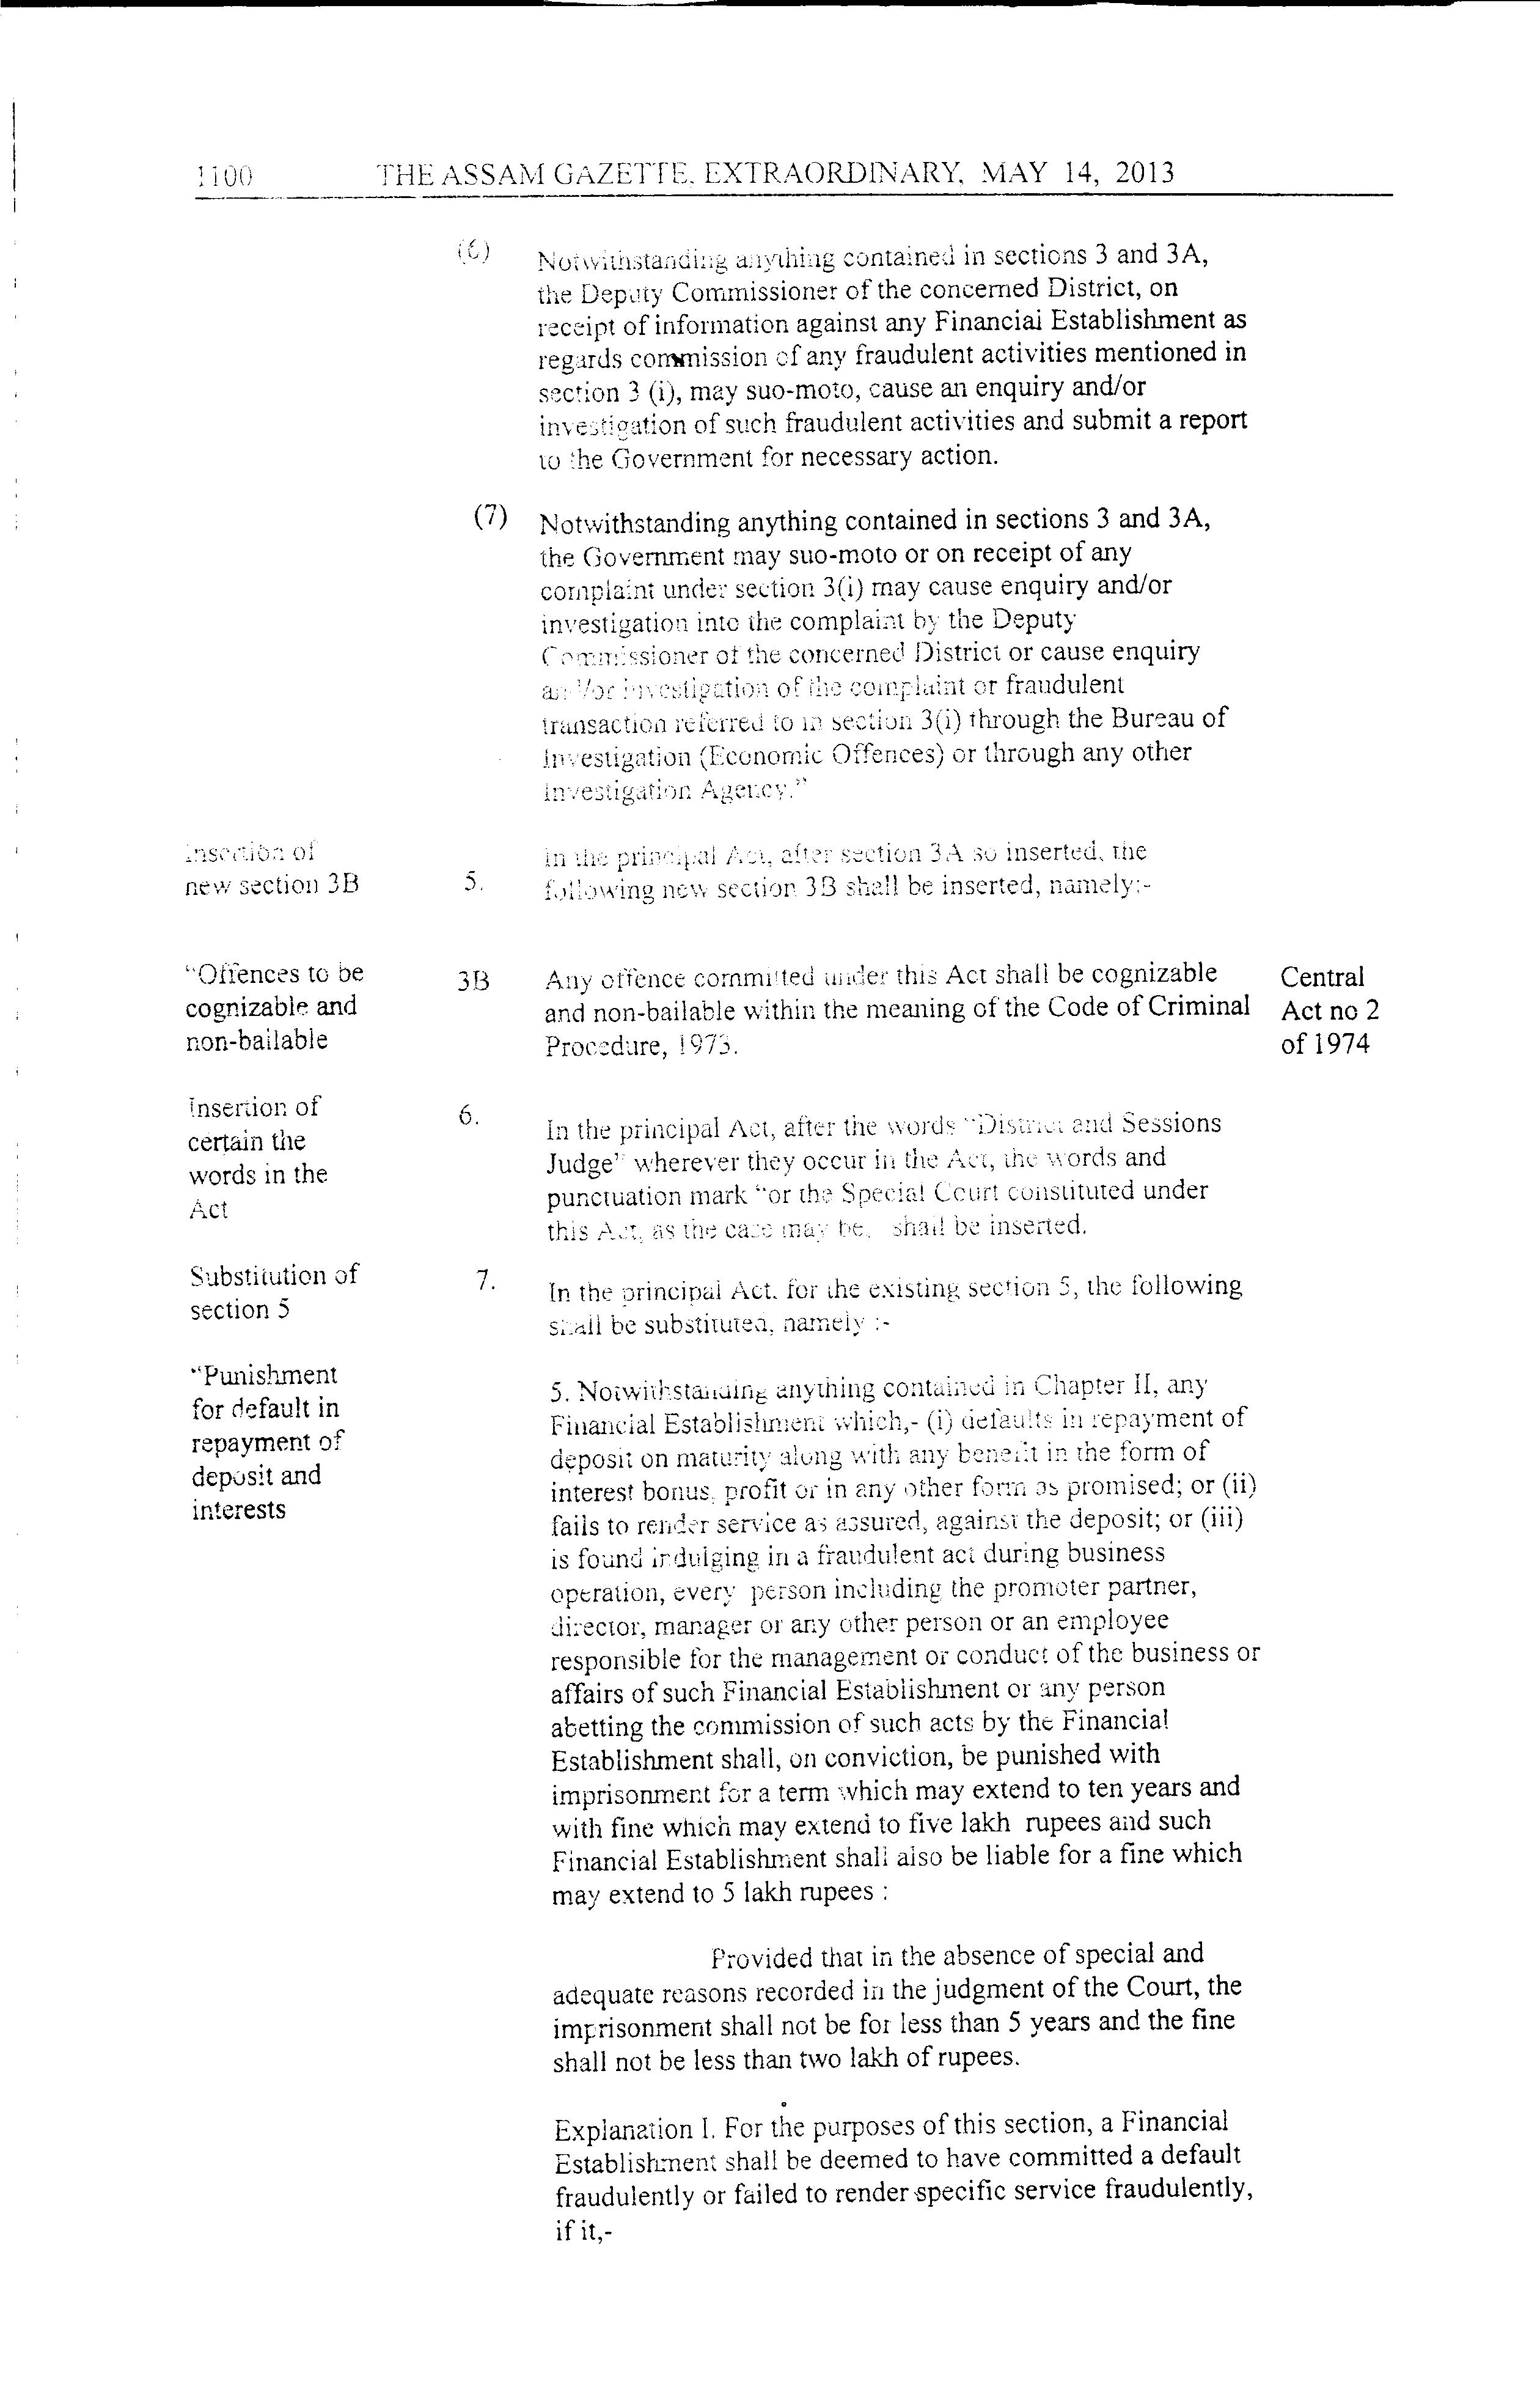 1100 THE ASSAM GAZETTE, EXTRAORDINARY, MAY 14, 2013
(6) Notwithstanding anything contained in sections 3 and 3A,
the Deputy Commissioner of the concerned District, on
receipt of information against any Financial Establishment as
regards commission of any fraudulent activities mentioned in
section 3 (i), may suo-moto, cause an enquiry and/or
investigation of such fraudulent activities and submit a report
to the Government for necessary action.
(7) Notwithstanding anything contained in sections 3 and 3A,
the Government may suo-moto or on receipt of any
complaint under section 3(i) may cause enquiry and/or
investigation into the complaint by the Deputy
Commissioner of the concerned District or cause enquiry
and/or investigation of the complaint or fraudulent
transaction referred to in section 3(i) through the Bureau of
Investigation (Economic Offences) or through any other
Investigation Agency."
Insertion of
new section 3B
5. In the principal Act, after section 3A so inserted, the
following new section 3B shall be inserted, namely:-
"Offences to be
cognizable and
non-bailable
3B Any offence committed under this Act shall be cognizable
and non-bailable within the meaning of the Code of Criminal
Procedure, 1973.
Central
Act no 2
of 1974
Insertion of
certain the
words in the
Act
6. In the principal Act, after the words "District and Sessions
Judge" wherever they occur in the Act, the words and
punctuation mark "or the Special Court constituted under
this Act, as the case may be, shall be inserted.
Substitution of
section 5
7. In the principal Act. for the existing section 5, the following
shall be substituted, namely :-
"Punishment
for default in
repayment of
deposit and
interests
5. Notwithstanding anything contained in Chapter II, any
Financial Establishment which,- (i) defaults in repayment of
deposit on maturity along with any benefit in the form of
interest bonus, profit or in any other form as promised; or (ii)
fails to render service as assured, against the deposit; or (iii)
is found indulging in a fraudulent act during business
operation, every person including the promoter partner,
director, manager or any other person or an employee
responsible for the management or conduct of the business or
affairs of such Financial Establishment or any person
abetting the commission of such acts by the Financial
Establishment shall, on conviction, be punished with
imprisonment for a term which may extend to ten years and
with fine which may extend to five lakh rupees and such
Financial Establishment shall also be liable for a fine which
may extend to 5 lakh rupees :
Provided that in the absence of special and
adequate reasons recorded in the judgment of the Court, the
imprisonment shall not be for less than 5 years and the fine
shall not be less than two lakh of rupees.
Explanation I. For the purposes of this section, a Financial
Establishment shall be deemed to have committed a default
fraudulently or failed to render specific service fraudulently,
if it,-